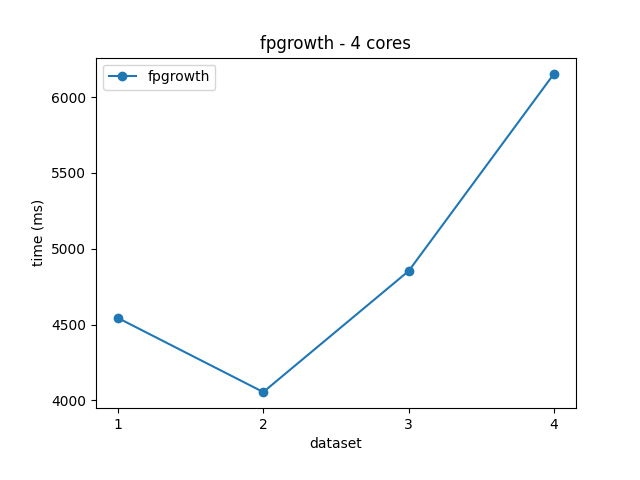 fpgrowth - 4 cores
fpgrowth
time (ms)
6000
5500
5000
4500
4000
1 2 3 4
dataset